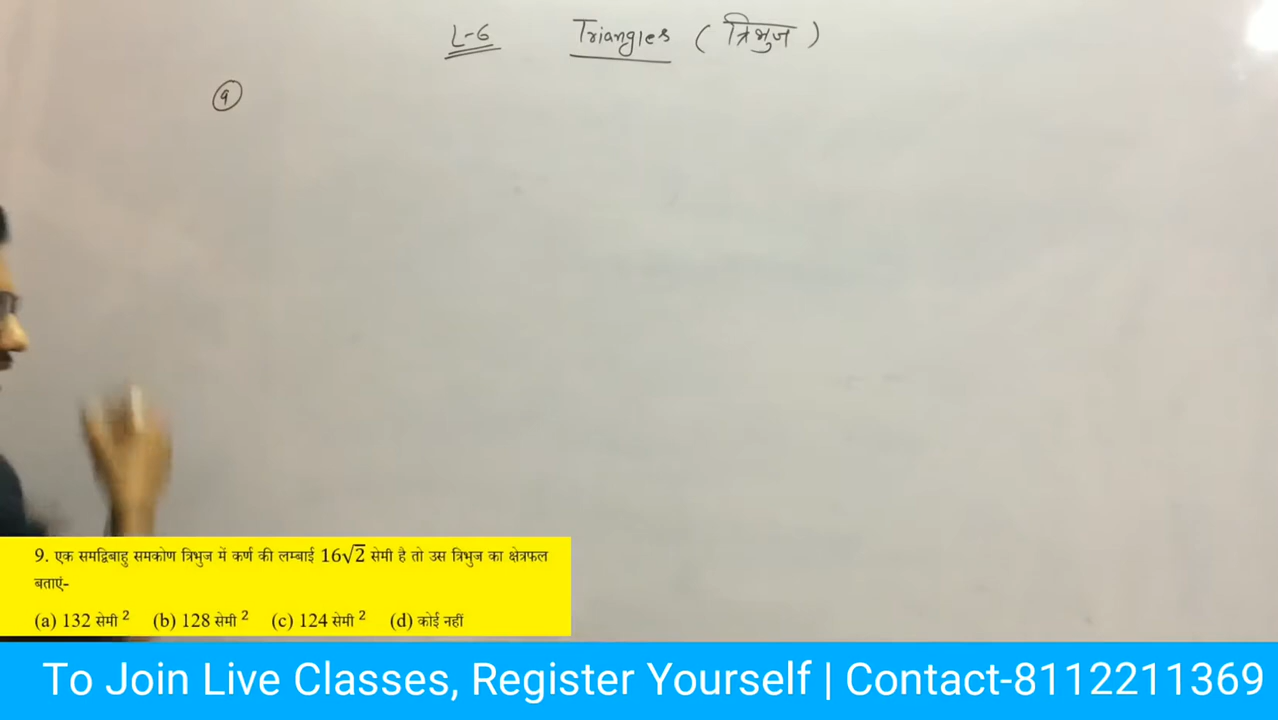 L-6 Triangles (त्रिभुज)
9
9. एक समद्विबाहु समकोण त्रिभुज में कर्ण की लम्बाई 16√2 सेमी है तो उस त्रिभुज का क्षेत्रफल
बताएं-
(a) 132 सेमी ² (b) 128 सेमी ² (c) 124 सेमी ² (d) कोई नहीं
To Join Live Classes, Register Yourself | Contact-8112211369